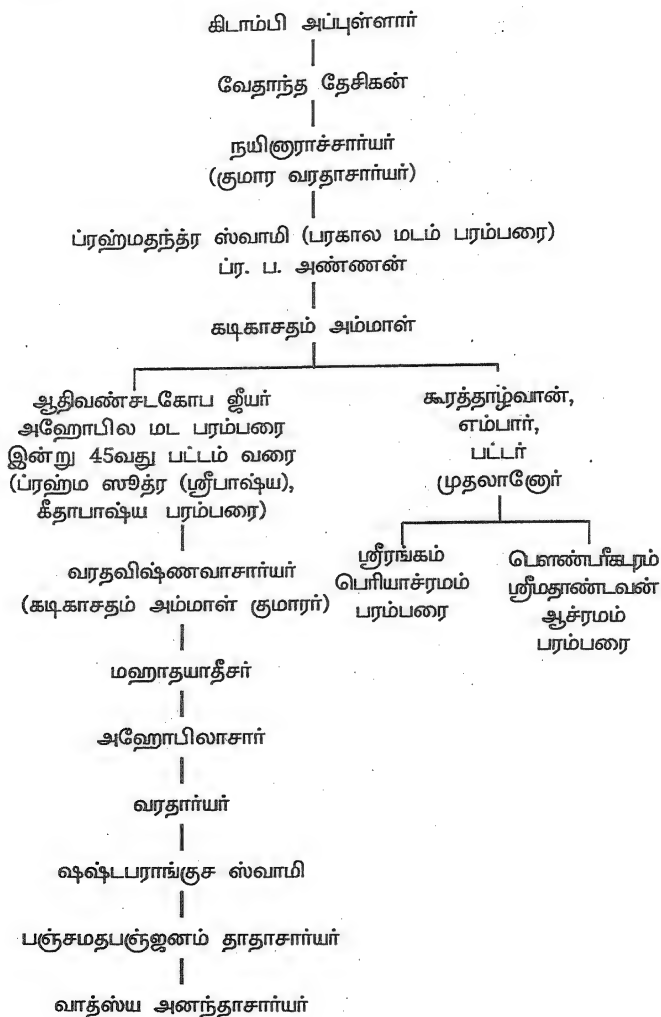 கிடாம்பி அப்புள்ளார்
வேதாந்த தேசிகன்
நயினாராச்சார்யர்
(குமார வரதாசார்யர்)
ப்ரஹ்மதந்த்ர ஸ்வாமி (பரகால மடம் பரம்பரை)
ப்ர. ப. அண்ணன்
கடிகாசதம் அம்மாள்
ஆதிவண்சடகோப ஜீயர்
அஹோபில மட பரம்பரை
இன்று 45வது பட்டம் வரை
(ப்ரஹ்ம ஸூத்ர (ஸ்ரீபாஷ்ய),
கீதாபாஷ்ய பரம்பரை)
வரதவிஷ்ணவாசார்யர்
(கடிகாசதம் அம்மாள் குமாரர்)
மஹாதயாதீசர்
அஹோபிலாசார்
வரதார்யர்
ஷஷ்டபராங்குச ஸ்வாமி
பஞ்சமதபஞ்ஜனம் தாதாசார்யர்
வாத்ஸ்ய அனந்தாசார்யர்
கூரத்தாழ்வான்,
எம்பார்,
பட்டர்
முதலானோர்
ஸ்ரீரங்கம்
பெரியாச்ரமம்
பரம்பரை
பௌண்டரீகபுரம்
ஸ்ரீமதாண்டவன்
ஆச்ரமம்
பரம்பரை